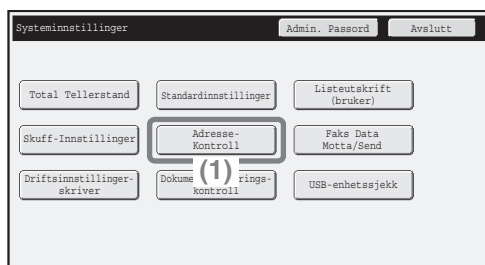 Systeminnstillinger
Admin. Passord
Avslutt
Total Tellerstand
Standardinnstillinger
Listeutskrift
(bruker)
Skuff-Innstillinger
Adresse-
Kontroll
Faks Data
Motta/Send
Driftsinnstillinger-
skriver
(1)
kontroll
USB-enhetssjekk